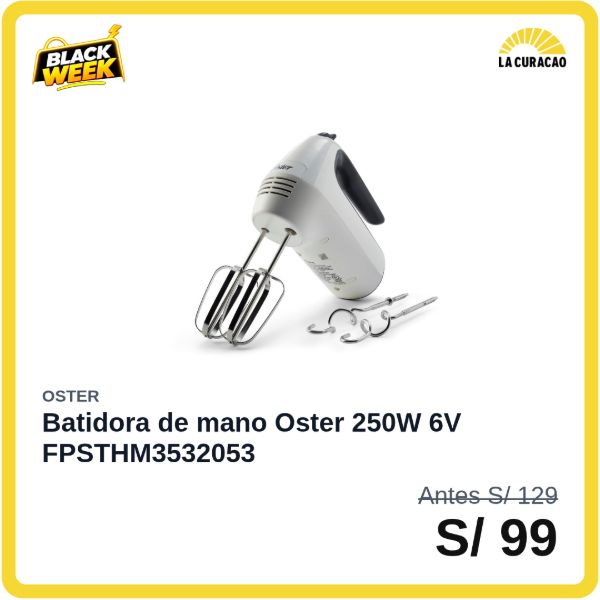 BLACK
WEEK
LA CURACAO
OSTER
Batidora de mano Oster 250W 6V
FPSTHM3532053
Antes S/ 129
S/ 99